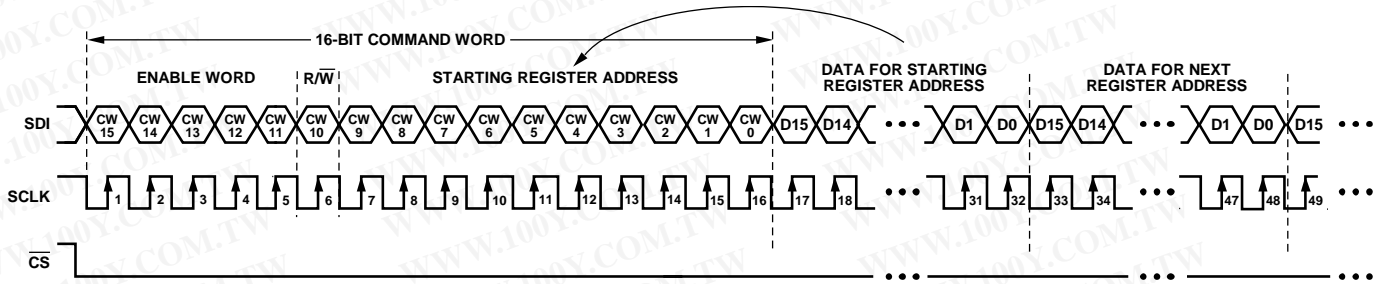 16-BIT COMMAND WORD
ENABLE WORD R/W̅ STARTING REGISTER ADDRESS DATA FOR STARTING REGISTER ADDRESS DATA FOR NEXT REGISTER ADDRESS
SDI CW 15 CW 14 CW 13 CW 12 CW 11 CW 10 CW 9 CW 8 CW 7 CW 6 CW 5 CW 4 CW 3 CW 2 CW 1 CW 0 D15 D14 ••• D1 D0 D15 D14 ••• D1 D0 D15 •••
SCLK 1 2 3 4 5 6 7 8 9 10 11 12 13 14 15 16 17 18 ••• 31 32 33 34 ••• 47 48 49 •••
C̅S̅ ••• ••• •••
WWW.100Y.COM.TW